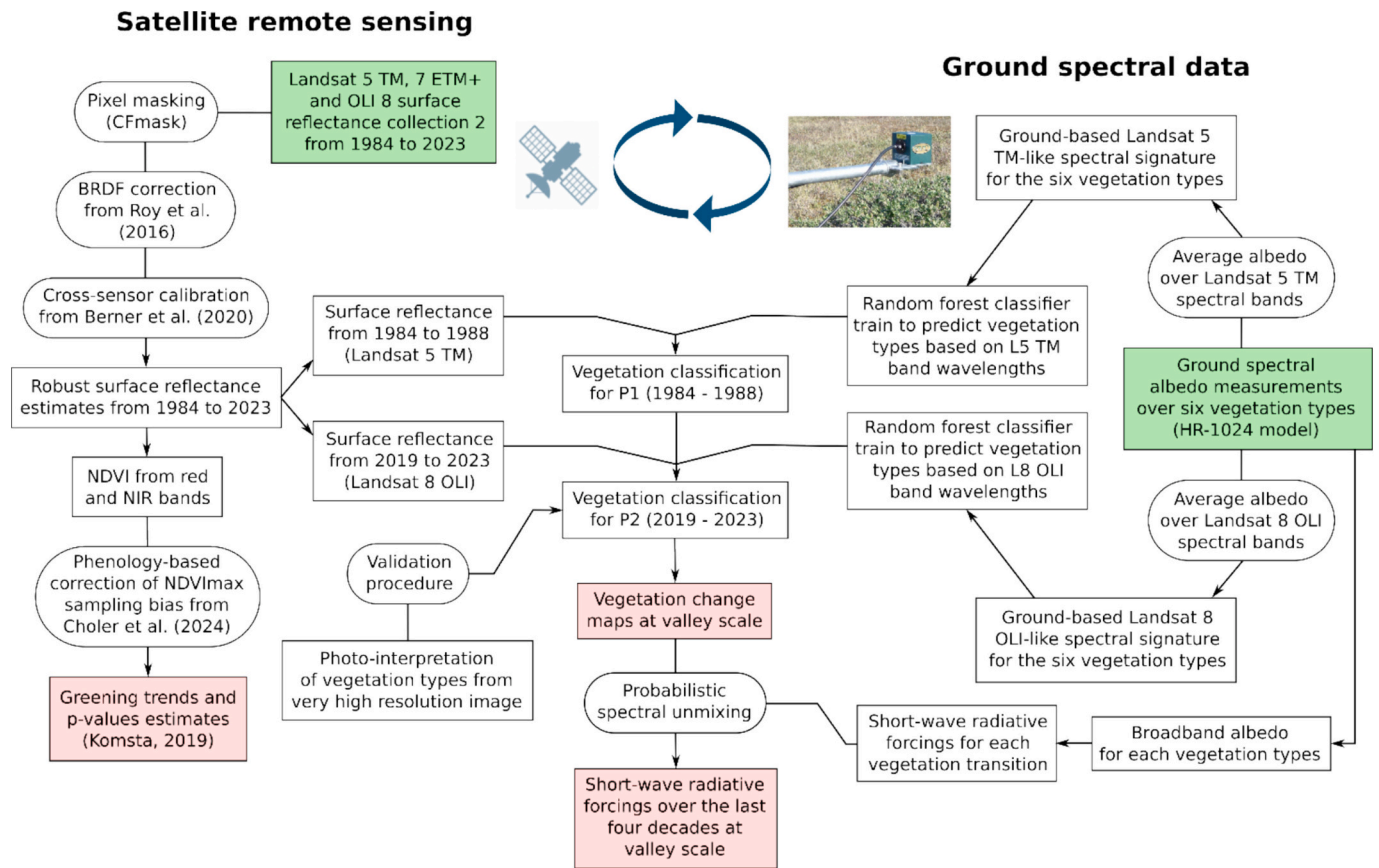 Satellite remote sensing
Landsat 5 TM, 7 ETM+
and OLI 8 surface
reflectance collection 2
from 1984 to 2023
Pixel masking
(CFmask)
BRDF correction
from Roy et al.
(2016)
Cross-sensor calibration
from Berner et al. (2020)
Robust surface reflectance
estimates from 1984 to 2023
NDVI from red
and NIR bands
Phenology-based
correction of NDVImax
sampling bias from
Choler et al. (2024)
Greening trends and
p-values estimates
(Komsta, 2019)
Surface reflectance
from 1984 to 1988
(Landsat 5 TM)
Surface reflectance
from 2019 to 2023
(Landsat 8 OLI)
Validation
procedure
Photo-interpretation
of vegetation types from
very high resolution image
Vegetation classification
for P1 (1984 - 1988)
Vegetation classification
for P2 (2019 - 2023)
Vegetation change
maps at valley scale
Probabilistic
spectral unmixing
Short-wave radiative
forcings over the last
four decades at
valley scale
Ground spectral data
Ground-based Landsat 5
TM-like spectral signature
for the six vegetation types
Average albedo
over Landsat 5 TM
spectral bands
Random forest classifier
train to predict vegetation
types based on L5 TM
band wavelengths
Ground spectral
albedo measurements
over six vegetation types
(HR-1024 model)
Random forest classifier
train to predict vegetation
types based on L8 OLI
band wavelengths
Average albedo
over Landsat 8 OLI
spectral bands
Ground-based Landsat 8
OLI-like spectral signature
for the six vegetation types
Short-wave radiative
forcings for each
vegetation transition
Broadband albedo
for each vegetation types